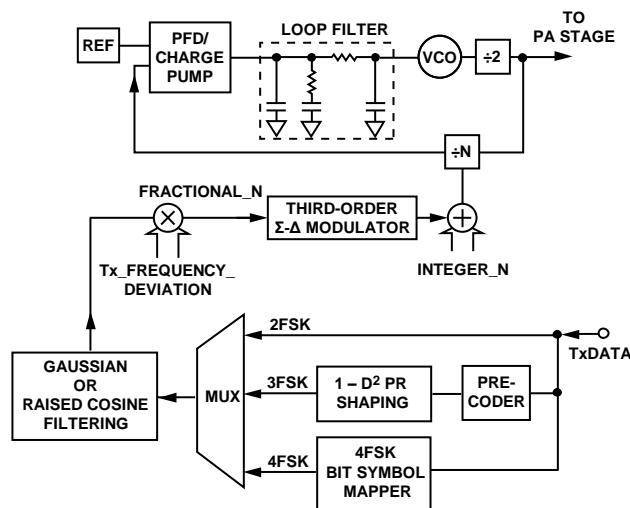 LOOP FILTER
TO
PA STAGE
REF
PFD/
CHARGE
PUMP
VCO
÷2
÷N
FRACTIONAL_N
THIRD-ORDER
Σ-Δ MODULATOR
×
+
Tx_FREQUENCY_
DEVIATION
INTEGER_N
2FSK
TxDATA
GAUSSIAN
OR
RAISED COSINE
FILTERING
MUX
3FSK
1 – D² PR
SHAPING
PRE-
CODER
4FSK
4FSK
BIT SYMBOL
MAPPER